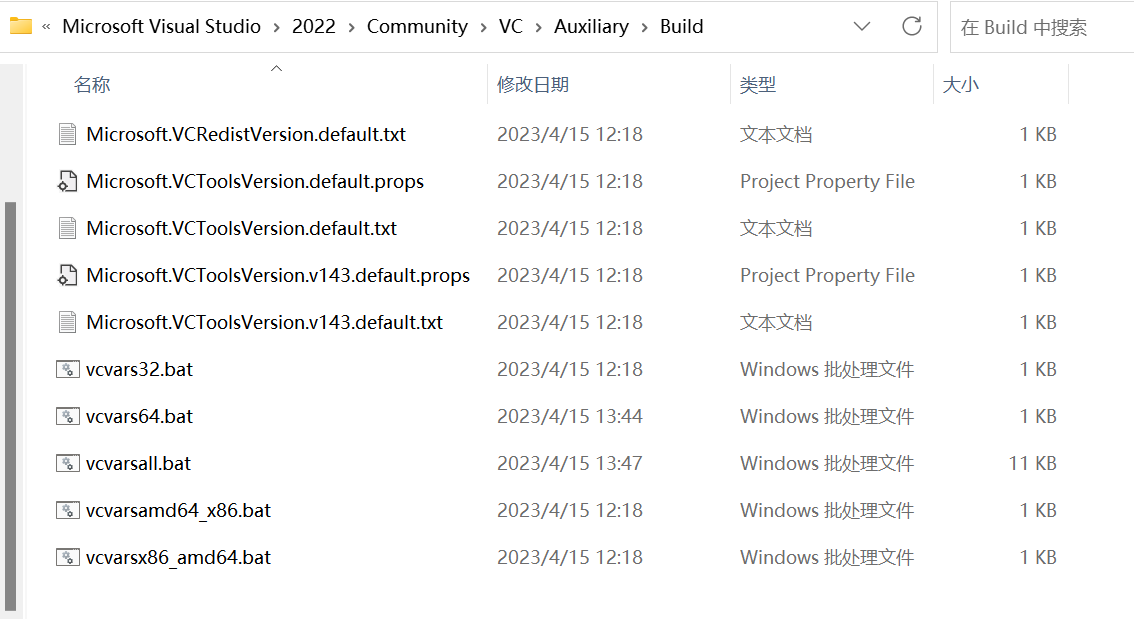 « Microsoft Visual Studio › 2022 › Community › VC › Auxiliary › Build 在 Build 中搜索
名称 修改日期 类型 大小
Microsoft.VCRedistVersion.default.txt 2023/4/15 12:18 文本文档 1 KB
Microsoft.VCToolsVersion.default.props 2023/4/15 12:18 Project Property File 1 KB
Microsoft.VCToolsVersion.default.txt 2023/4/15 12:18 文本文档 1 KB
Microsoft.VCToolsVersion.v143.default.props 2023/4/15 12:18 Project Property File 1 KB
Microsoft.VCToolsVersion.v143.default.txt 2023/4/15 12:18 文本文档 1 KB
vcvars32.bat 2023/4/15 12:18 Windows 批处理文件 1 KB
vcvars64.bat 2023/4/15 13:44 Windows 批处理文件 1 KB
vcvarsall.bat 2023/4/15 13:47 Windows 批处理文件 11 KB
vcvarsamd64_x86.bat 2023/4/15 12:18 Windows 批处理文件 1 KB
vcvarsx86_amd64.bat 2023/4/15 12:18 Windows 批处理文件 1 KB